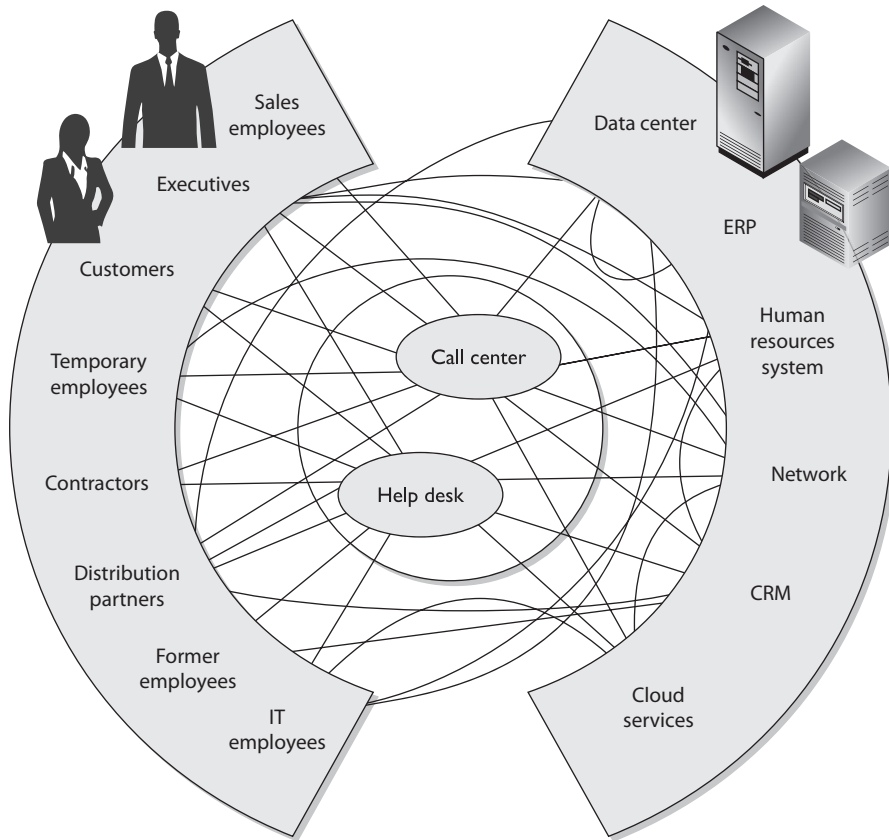 Sales
employees
Executives
Customers
Temporary
employees
Contractors
Distribution
partners
Former
employees
IT
employees
Call center
Help desk
Data center
ERP
Human
resources
system
Network
CRM
Cloud
services